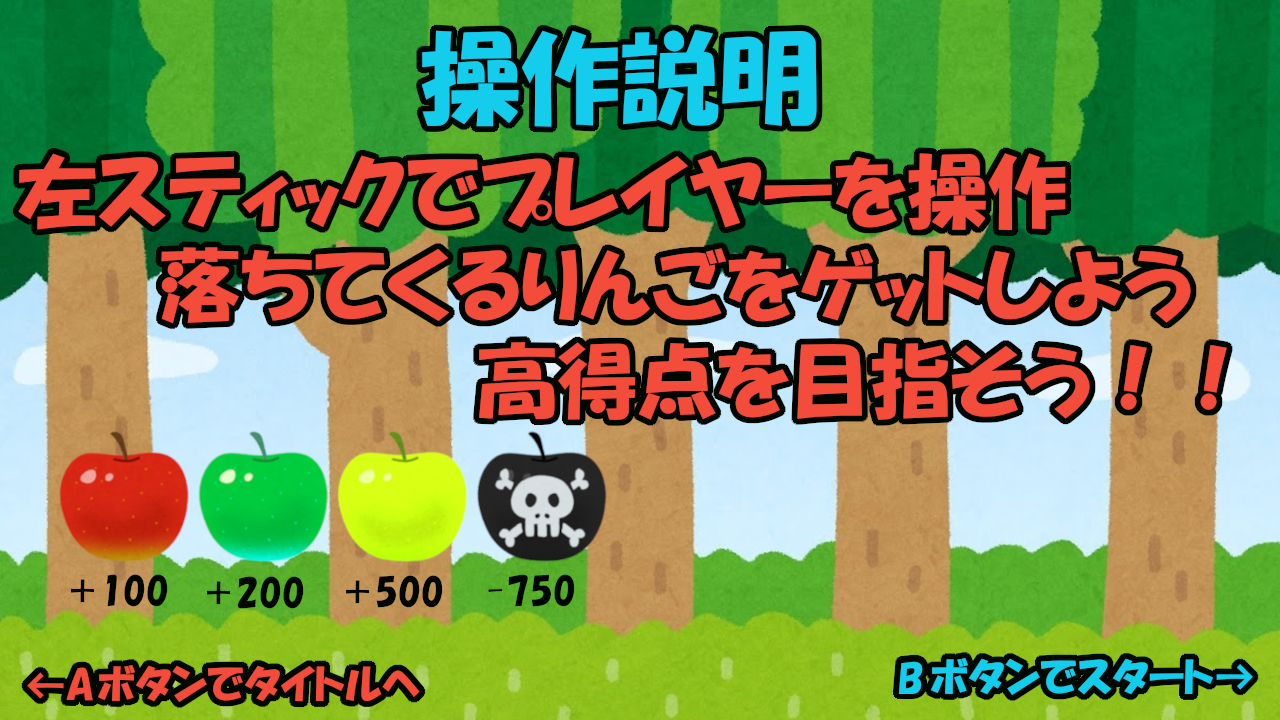 操作説明
左スティックでプレイヤーを操作
落ちてくるりんごをゲットしよう
高得点を目指そう！！
+100 +200 +500 -750
←Aボタンでタイトルへ
Bボタンでスタート→